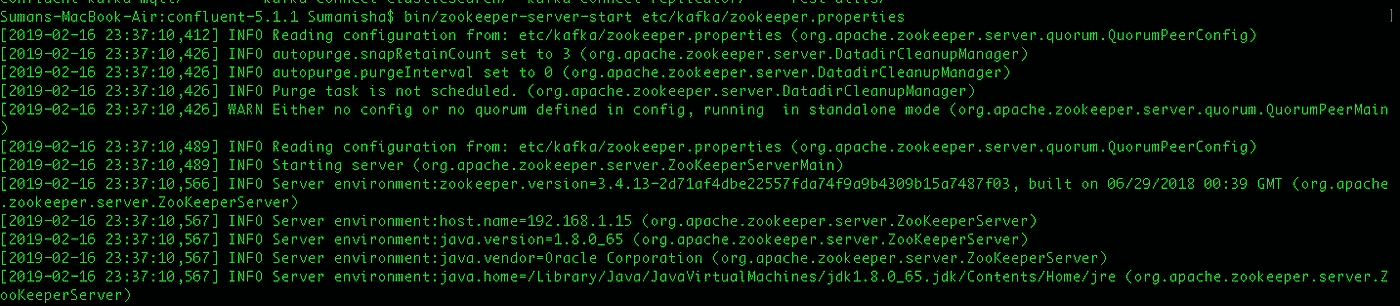 Sumans-MacBook-Air:confluent-5.1.1 Sumanisha$ bin/zookeeper-server-start etc/kafka/zookeeper.properties
[2019-02-16 23:37:10,412] INFO Reading configuration from: etc/kafka/zookeeper.properties (org.apache.zookeeper.server.quorum.QuorumPeerConfig)
[2019-02-16 23:37:10,426] INFO autopurge.snapRetainCount set to 3 (org.apache.zookeeper.server.DatadirCleanupManager)
[2019-02-16 23:37:10,426] INFO autopurge.purgeInterval set to 0 (org.apache.zookeeper.server.DatadirCleanupManager)
[2019-02-16 23:37:10,426] INFO Purge task is not scheduled. (org.apache.zookeeper.server.DatadirCleanupManager)
[2019-02-16 23:37:10,426] WARN Either no config or no quorum defined in config, running  in standalone mode (org.apache.zookeeper.server.quorum.QuorumPeerMain
)
[2019-02-16 23:37:10,489] INFO Reading configuration from: etc/kafka/zookeeper.properties (org.apache.zookeeper.server.quorum.QuorumPeerConfig)
[2019-02-16 23:37:10,489] INFO Starting server (org.apache.zookeeper.server.ZooKeeperServerMain)
[2019-02-16 23:37:10,566] INFO Server environment:zookeeper.version=3.4.13-2d71af4dbe22557fda74f9a9b4309b15a7487f03, built on 06/29/2018 00:39 GMT (org.apache
.zookeeper.server.ZooKeeperServer)
[2019-02-16 23:37:10,567] INFO Server environment:host.name=192.168.1.15 (org.apache.zookeeper.server.ZooKeeperServer)
[2019-02-16 23:37:10,567] INFO Server environment:java.version=1.8.0_65 (org.apache.zookeeper.server.ZooKeeperServer)
[2019-02-16 23:37:10,567] INFO Server environment:java.vendor=Oracle Corporation (org.apache.zookeeper.server.ZooKeeperServer)
[2019-02-16 23:37:10,567] INFO Server environment:java.home=/Library/Java/JavaVirtualMachines/jdk1.8.0_65.jdk/Contents/Home/jre (org.apache.zookeeper.server.Z
ooKeeperServer)